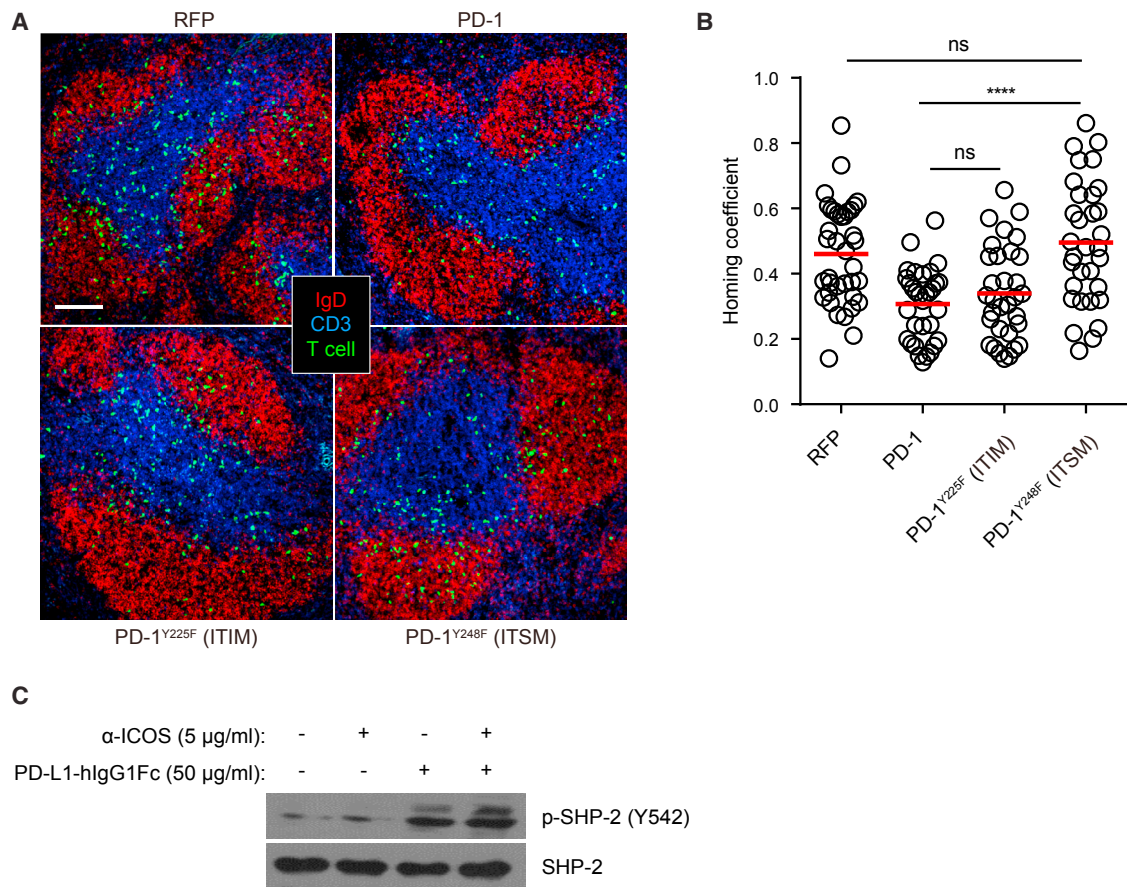 A
RFP
PD-1
IgD
CD3
T cell
PD-1Y225F (ITIM)
PD-1Y248F (ITSM)
B
ns
****
ns
Homing coefficient
1.0
0.8
0.6
0.4
0.2
0.0
RFP
PD-1
PD-1Y225F (ITIM)
PD-1Y248F (ITSM)
C
α-ICOS (5 µg/ml): - + - +
PD-L1-hIgG1Fc (50 µg/ml): - - + +
p-SHP-2 (Y542)
SHP-2